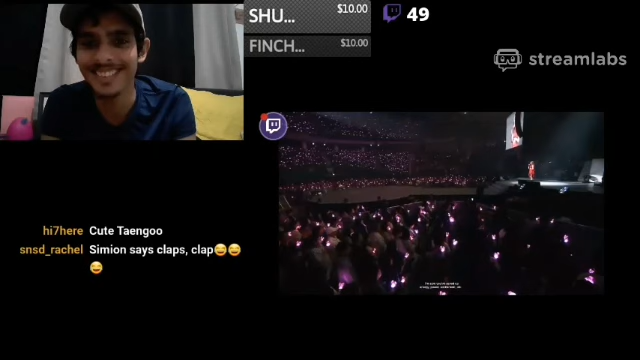 SHU... $10.00
FINCH... $10.00
49
streamlabs
hi7here Cute Taengoo
snsd_rachel Simion says claps, clap😅😅
😅